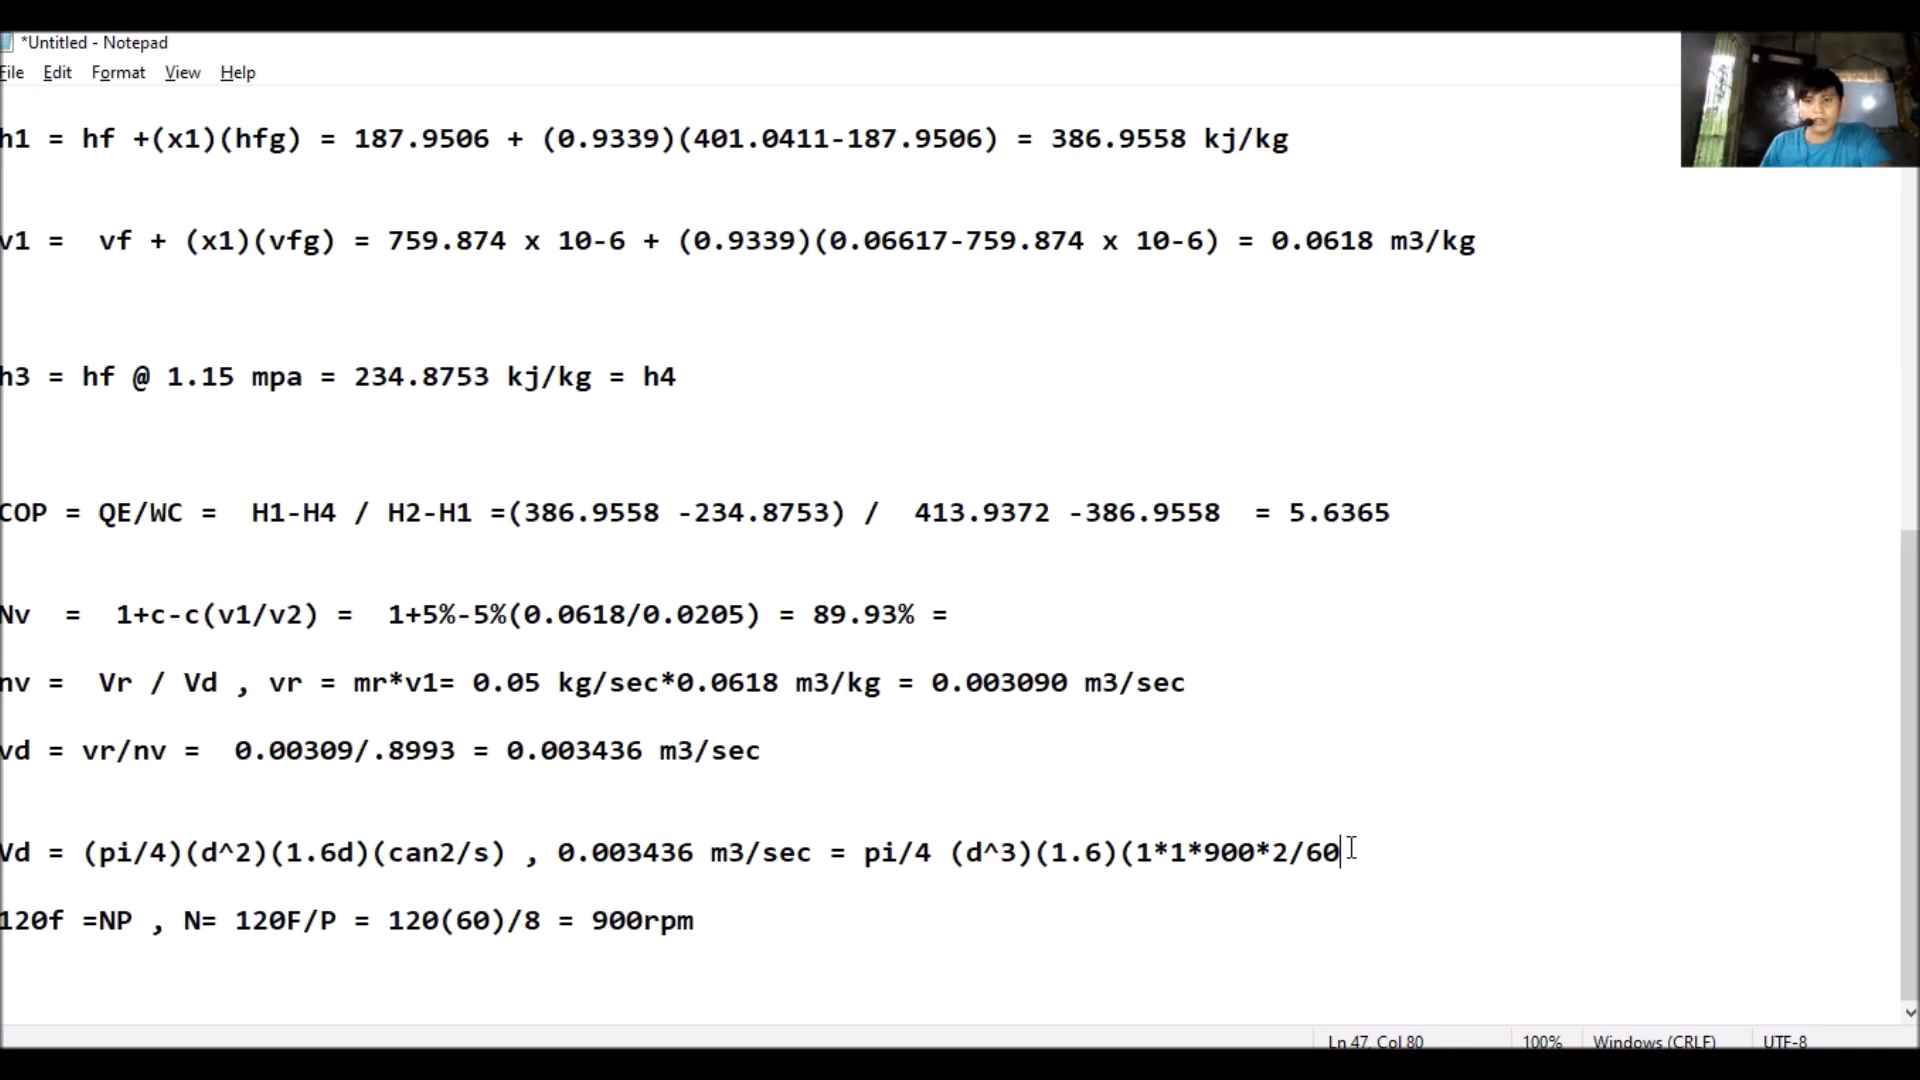 *Untitled - Notepad
File Edit Format View Help
h1 = hf +(x1)(hfg) = 187.9506 + (0.9339)(401.0411-187.9506) = 386.9558 kj/kg
v1 = vf + (x1)(vfg) = 759.874 x 10-6 + (0.9339)(0.06617-759.874 x 10-6) = 0.0618 m3/kg
h3 = hf @ 1.15 mpa = 234.8753 kj/kg = h4
COP = QE/WC = H1-H4 / H2-H1 =(386.9558 -234.8753) / 413.9372 -386.9558 = 5.6365
Nv = 1+c-c(v1/v2) = 1+5%-5%(0.0618/0.0205) = 89.93% =
nv = Vr / Vd , vr = mr*v1= 0.05 kg/sec*0.0618 m3/kg = 0.003090 m3/sec
vd = vr/nv = 0.00309/.8993 = 0.003436 m3/sec
Vd = (pi/4)(d^2)(1.6d)(can2/s) , 0.003436 m3/sec = pi/4 (d^3)(1.6)(1*1*900*2/60
120f =NP , N= 120F/P = 120(60)/8 = 900rpm
Ln 47, Col 80 100% Windows (CRLF) UTF-8